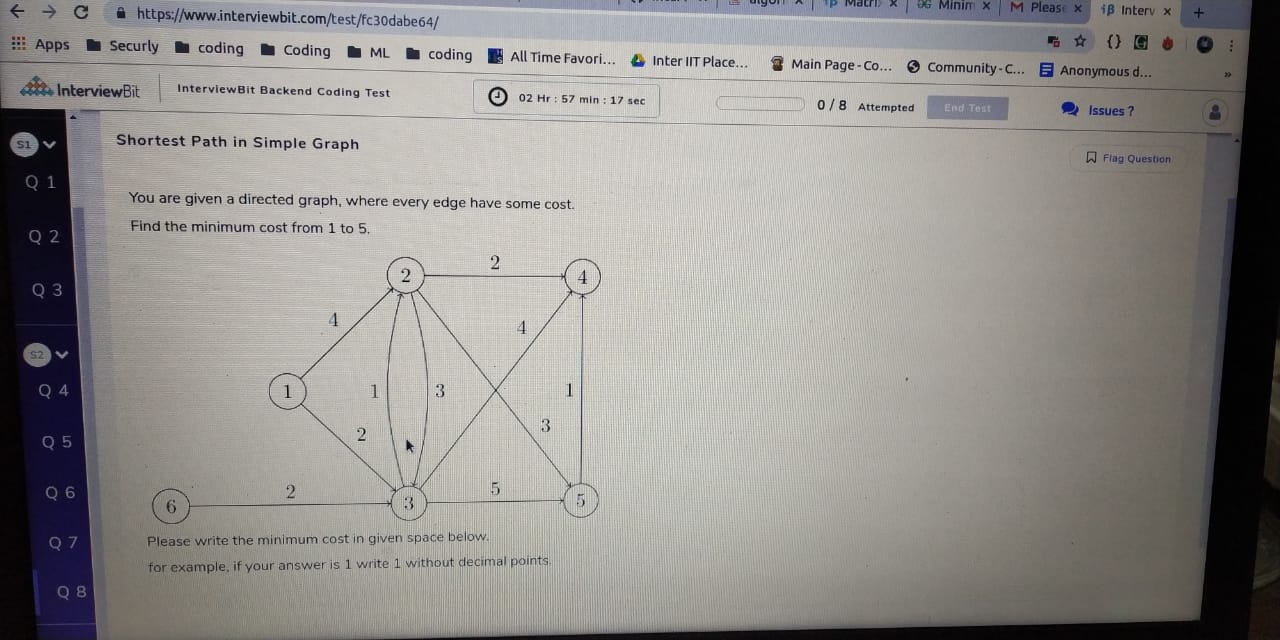 algori x
Matrix x
Minim x
M Please x
Interv x +
https://www.interviewbit.com/test/fc30dabe64/
Apps Securly coding Coding ML coding All Time Favori... Inter IIT Place... Main Page - Co... Community - C... Anonymous d... »
InterviewBit
InterviewBit Backend Coding Test
02 Hr : 57 min : 17 sec
0 / 8 Attempted
End Test
Issues ?
S1
Q 1
Q 2
Q 3
S2
Q 4
Q 5
Q 6
Q 7
Q 8
Shortest Path in Simple Graph
Flag Question
You are given a directed graph, where every edge have some cost.
Find the minimum cost from 1 to 5.
2 2 4
4 4
1 1 3 1
2 3
2 5
6 3 5
Please write the minimum cost in given space below.
for example, if your answer is 1 write 1 without decimal points.